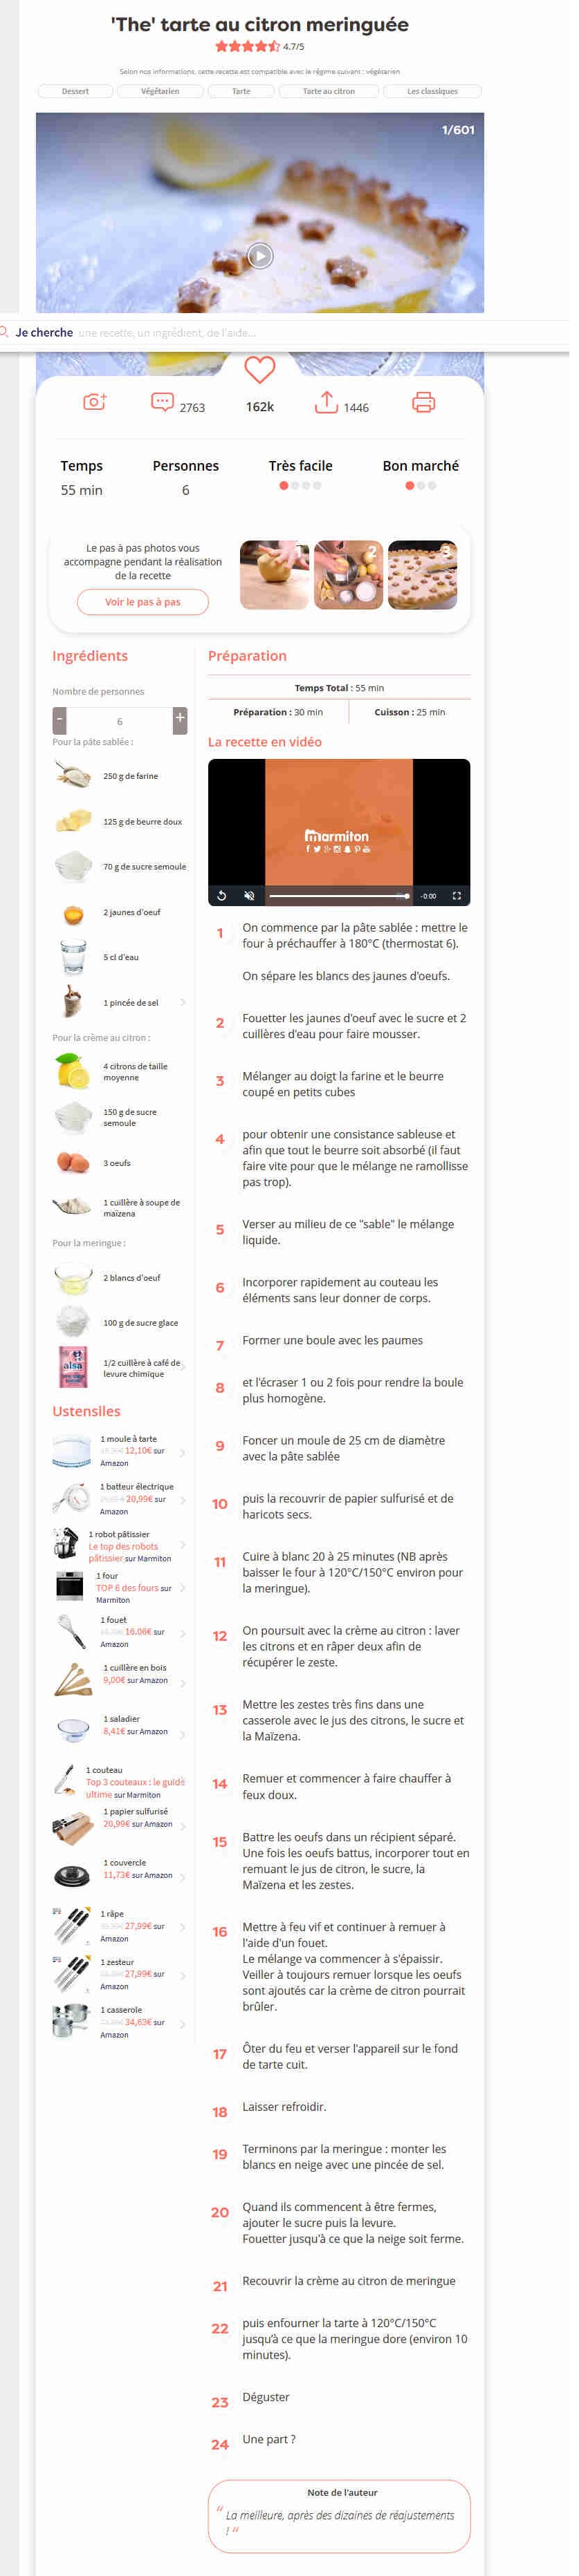 'The' tarte au citron meringuée
4.7/5
Selon nos informations, cette recette est compatible avec le régime suivant : végétarien
Dessert
Végétarien
Tarte
Tarte au citron
Les classiques
1/601
Je cherche une recette, un ingrédient, de l'aide...
2763
162k
1446
Temps
55 min
Personnes
6
Très facile
Bon marché
Le pas à pas photos vous
accompagne pendant la réalisation
de la recette
Voir le pas à pas
1
2
3
Ingrédients
Nombre de personnes
-
6
+
Pour la pâte sablée :
250 g de farine
125 g de beurre doux
70 g de sucre semoule
2 jaunes d'oeuf
5 cl d'eau
1 pincée de sel
Pour la crème au citron :
4 citrons de taille
moyenne
150 g de sucre
semoule
3 oeufs
1 cuillère à soupe de
maïzena
Pour la meringue :
2 blancs d'oeuf
100 g de sucre glace
alsa
1/2 cuillère à café de
levure chimique
Ustensiles
1 moule à tarte
12,10€ sur
Amazon
1 batteur électrique
20,99€ sur
Amazon
1 robot pâtissier
Le top des robots
pâtissier sur Marmiton
1 four
TOP 6 des fours sur
Marmiton
1 fouet
16,06€ sur
Amazon
1 cuillère en bois
9,00€ sur Amazon
1 saladier
8,41€ sur Amazon
1 couteau
Top 3 couteaux : le guide
ultime sur Marmiton
1 papier sulfurisé
20,99€ sur Amazon
1 couvercle
11,73€ sur Amazon
1 râpe
27,99€ sur
Amazon
1 zesteur
27,99€ sur
Amazon
1 casserole
34,63€ sur
Amazon
Préparation
Temps Total : 55 min
Préparation : 30 min
Cuisson : 25 min
La recette en vidéo
marmiton
-0:00
1 On commence par la pâte sablée : mettre le
four à préchauffer à 180°C (thermostat 6).
On sépare les blancs des jaunes d'oeufs.
2 Fouetter les jaunes d'oeuf avec le sucre et 2
cuillères d'eau pour faire mousser.
3 Mélanger au doigt la farine et le beurre
coupé en petits cubes
4 pour obtenir une consistance sableuse et
afin que tout le beurre soit absorbé (il faut
faire vite pour que le mélange ne ramollisse
pas trop).
5 Verser au milieu de ce "sable" le mélange
liquide.
6 Incorporer rapidement au couteau les
éléments sans leur donner de corps.
7 Former une boule avec les paumes
8 et l'écraser 1 ou 2 fois pour rendre la boule
plus homogène.
9 Foncer un moule de 25 cm de diamètre
avec la pâte sablée
10 puis la recouvrir de papier sulfurisé et de
haricots secs.
11 Cuire à blanc 20 à 25 minutes (NB après
baisser le four à 120°C/150°C environ pour
la meringue).
12 On poursuit avec la crème au citron : laver
les citrons et en râper deux afin de
récupérer le zeste.
13 Mettre les zestes très fins dans une
casserole avec le jus des citrons, le sucre et
la Maïzena.
14 Remuer et commencer à faire chauffer à
feux doux.
15 Battre les oeufs dans un récipient séparé.
Une fois les oeufs battus, incorporer tout en
remuant le jus de citron, le sucre, la
Maïzena et les zestes.
16 Mettre à feu vif et continuer à remuer à
l'aide d'un fouet.
Le mélange va commencer à s'épaissir.
Veiller à toujours remuer lorsque les oeufs
sont ajoutés car la crème de citron pourrait
brûler.
17 Ôter du feu et verser l'appareil sur le fond
de tarte cuit.
18 Laisser refroidir.
19 Terminons par la meringue : monter les
blancs en neige avec une pincée de sel.
20 Quand ils commencent à être fermes,
ajouter le sucre puis la levure.
Fouetter jusqu'à ce que la neige soit ferme.
21 Recouvrir la crème au citron de meringue
22 puis enfourner la tarte à 120°C/150°C
jusqu'à ce que la meringue dore (environ 10
minutes).
23 Déguster
24 Une part ?
Note de l'auteur
“ La meilleure, après des dizaines de réajustements
! “